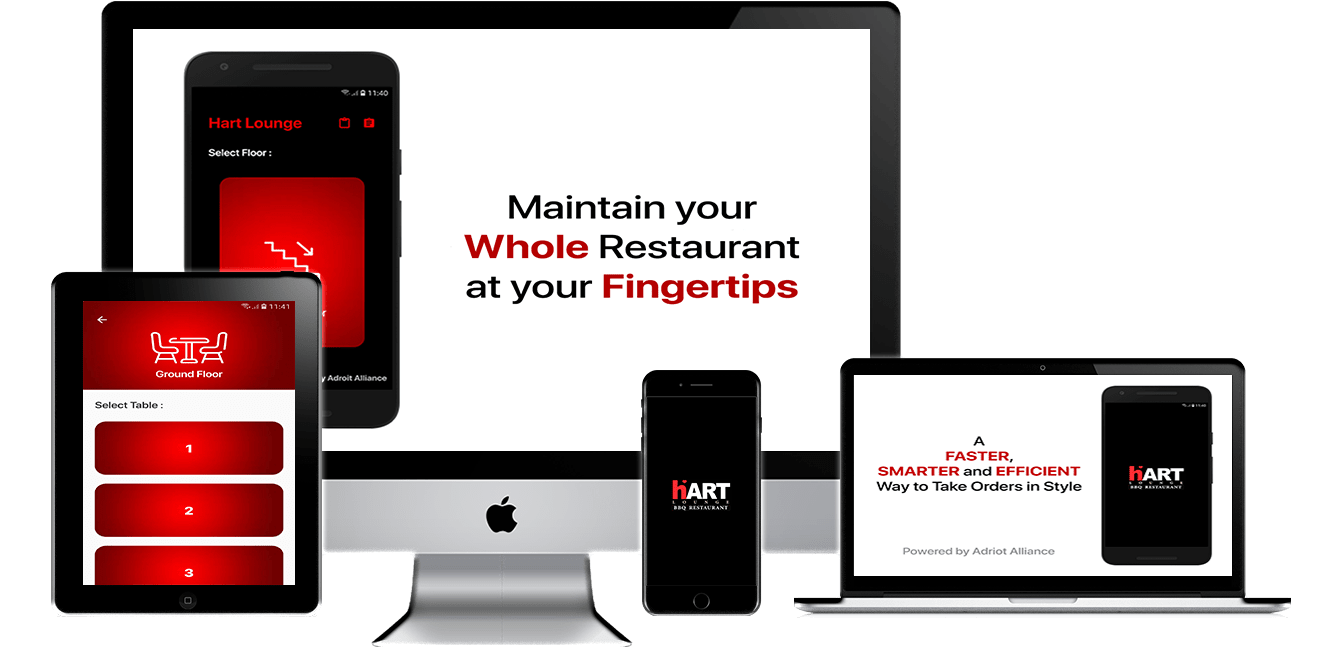 11:40
Hart Lounge
Select Floor :
y Adroit Alliance
Maintain your
Whole Restaurant
at your Fingertips
11:41
Ground Floor
Select Table :
1
2
3
hART
LOUNGE
BBQ RESTAURANT
A
FASTER,
SMARTER and EFFICIENT
Way to Take Orders in Style
Powered by Adriot Alliance
hART
LOUNGE
BBQ RESTAURANT